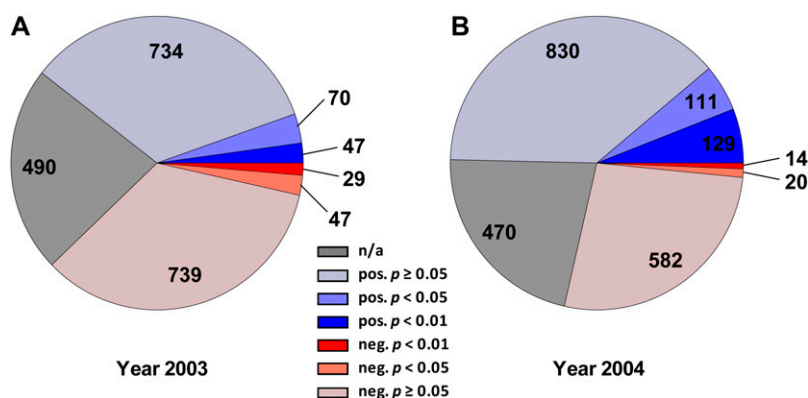 A
734
70
47
29
47
739
490
Year 2003
n/a
pos. p ≥ 0.05
pos. p < 0.05
pos. p < 0.01
neg. p < 0.01
neg. p < 0.05
neg. p ≥ 0.05
B
830
111
129
14
20
582
470
Year 2004